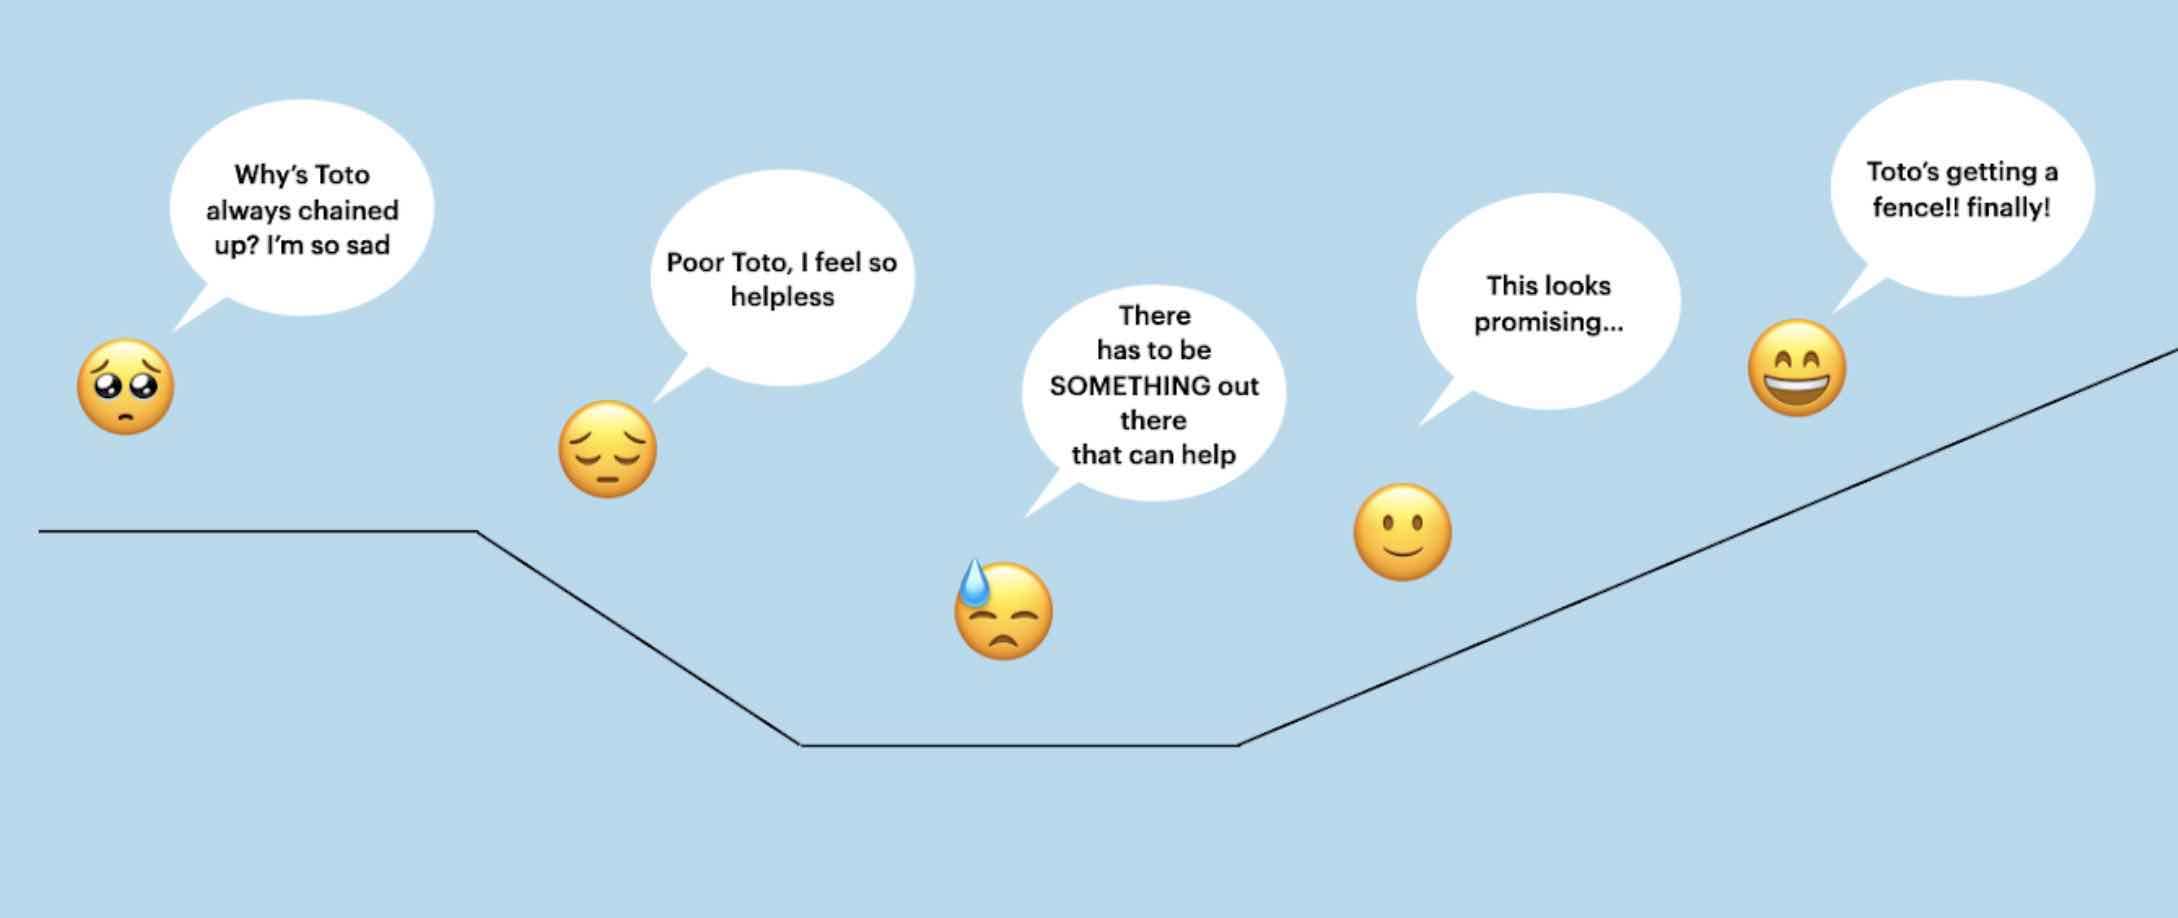 Why's Toto
always chained
up? I'm so sad
Poor Toto, I feel so
helpless
There
has to be
SOMETHING out
there
that can help
This looks
promising...
Toto's getting a
fence!! finally!